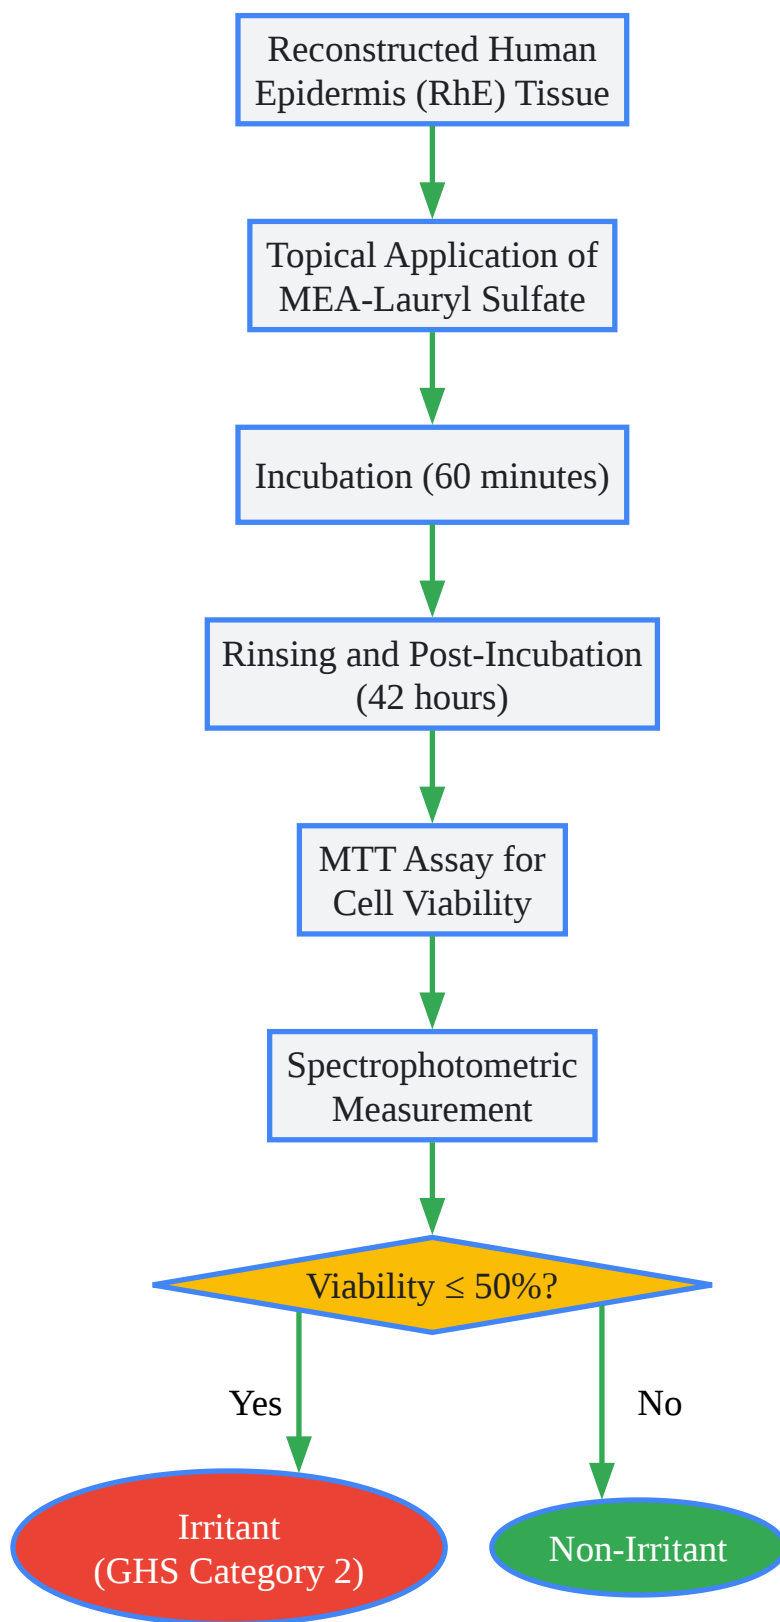 Reconstructed Human
Epidermis (RhE) Tissue
Topical Application of
MEA-Lauryl Sulfate
Incubation (60 minutes)
Rinsing and Post-Incubation
(42 hours)
MTT Assay for
Cell Viability
Spectrophotometric
Measurement
Viability ≤ 50%?
Yes
No
Irritant
(GHS Category 2)
Non-Irritant